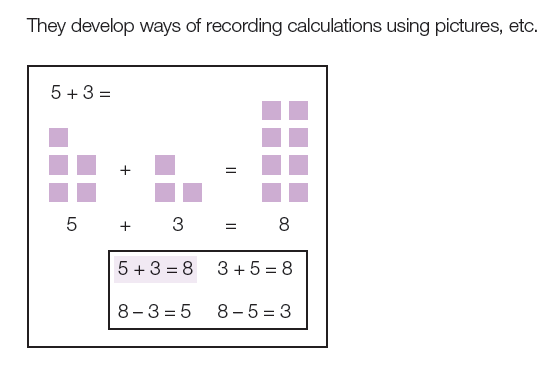 They develop ways of recording calculations using pictures, etc.
5 + 3 =
+ =
5 + 3 = 8
5 + 3 = 8 3 + 5 = 8
8 – 3 = 5 8 – 5 = 3